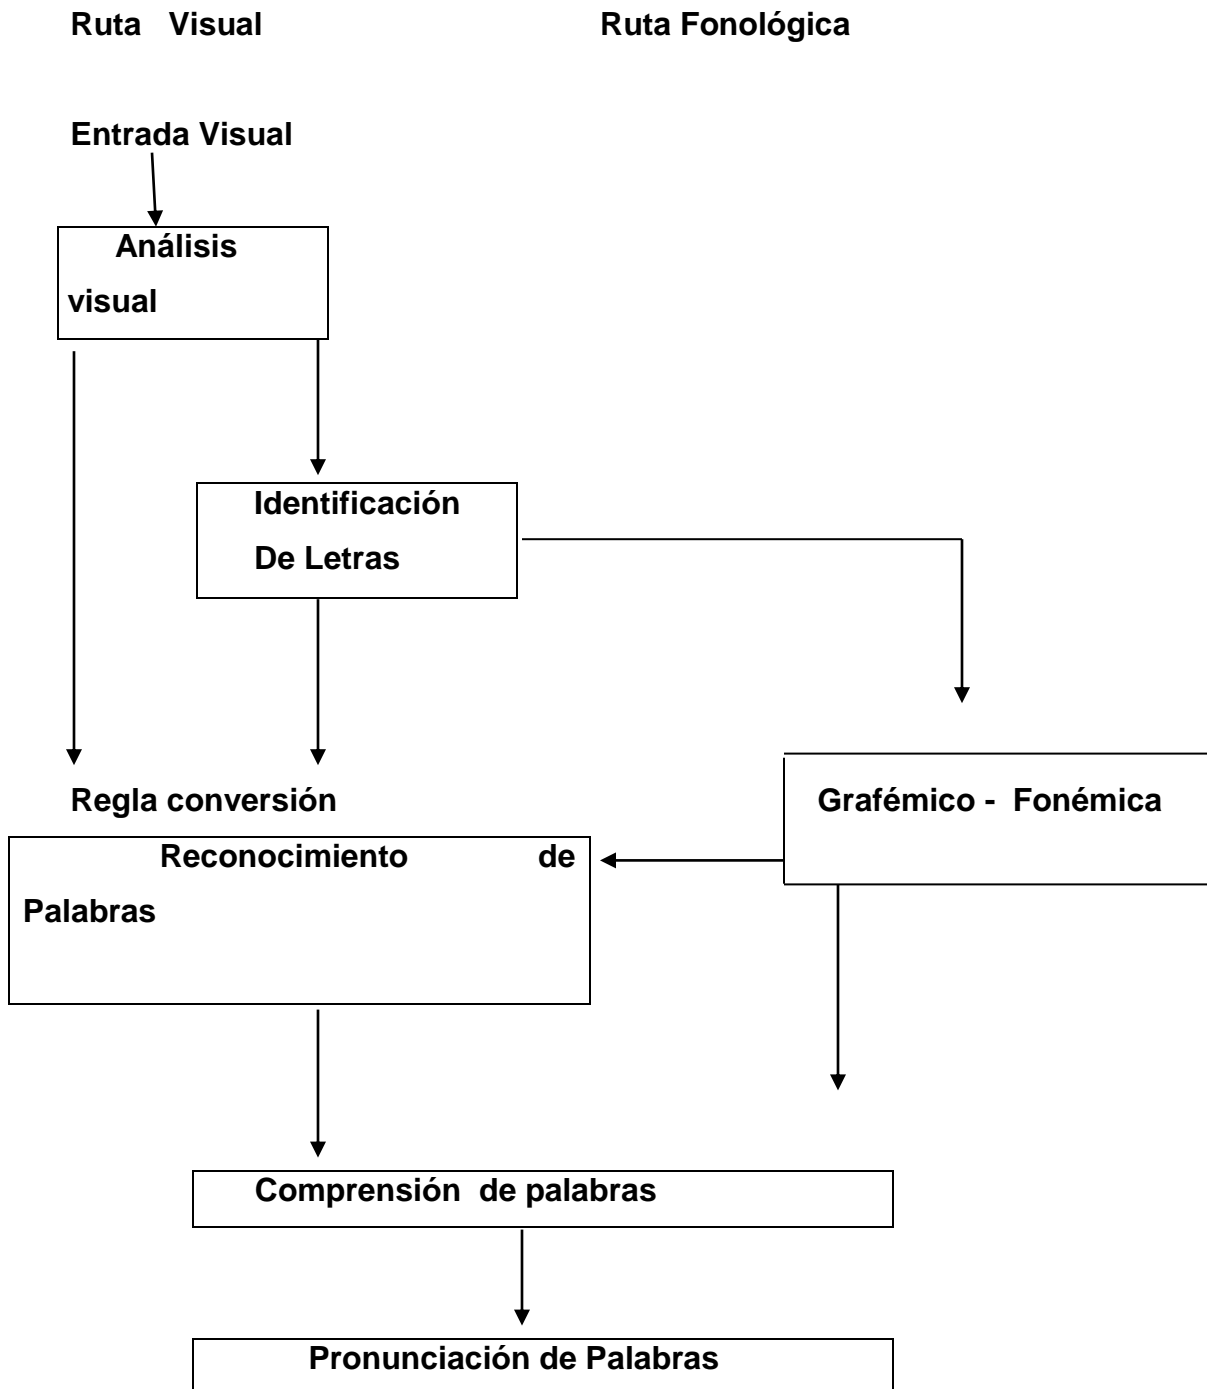 Ruta Visual Ruta Fonológica
Entrada Visual
Análisis
visual
Identificación
De Letras
Regla conversión Grafémico - Fonémica
Reconocimiento de
Palabras
Comprensión de palabras
Pronunciación de Palabras